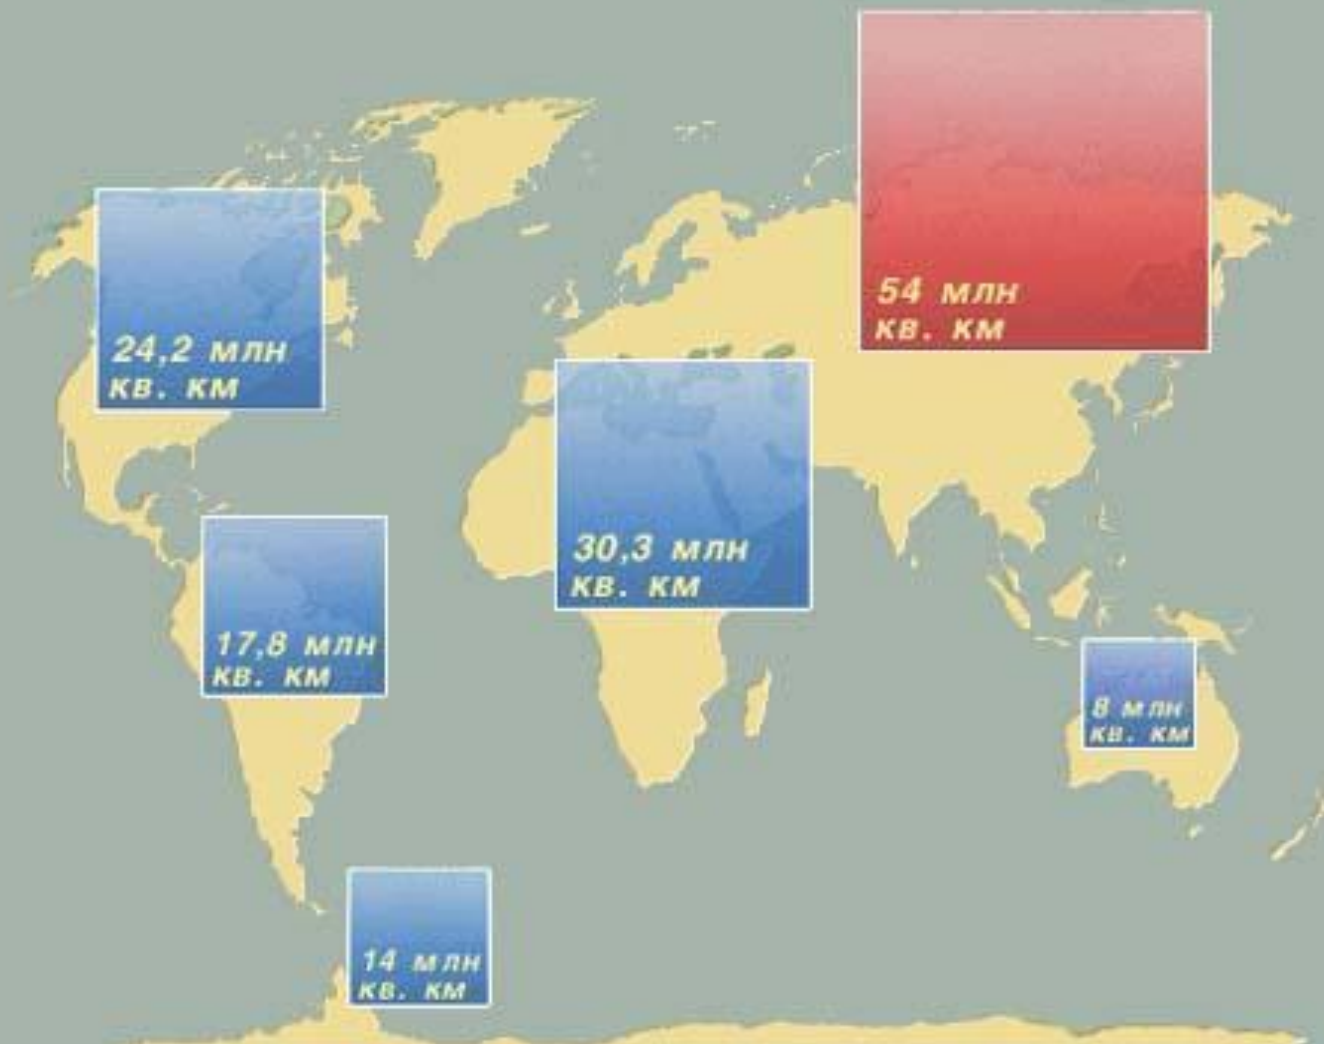 54 млн
кв. км
24,2 млн
кв. км
30,3 млн
кв. км
17,8 млн
кв. км
8 млн
кв. км
14 млн
кв. км